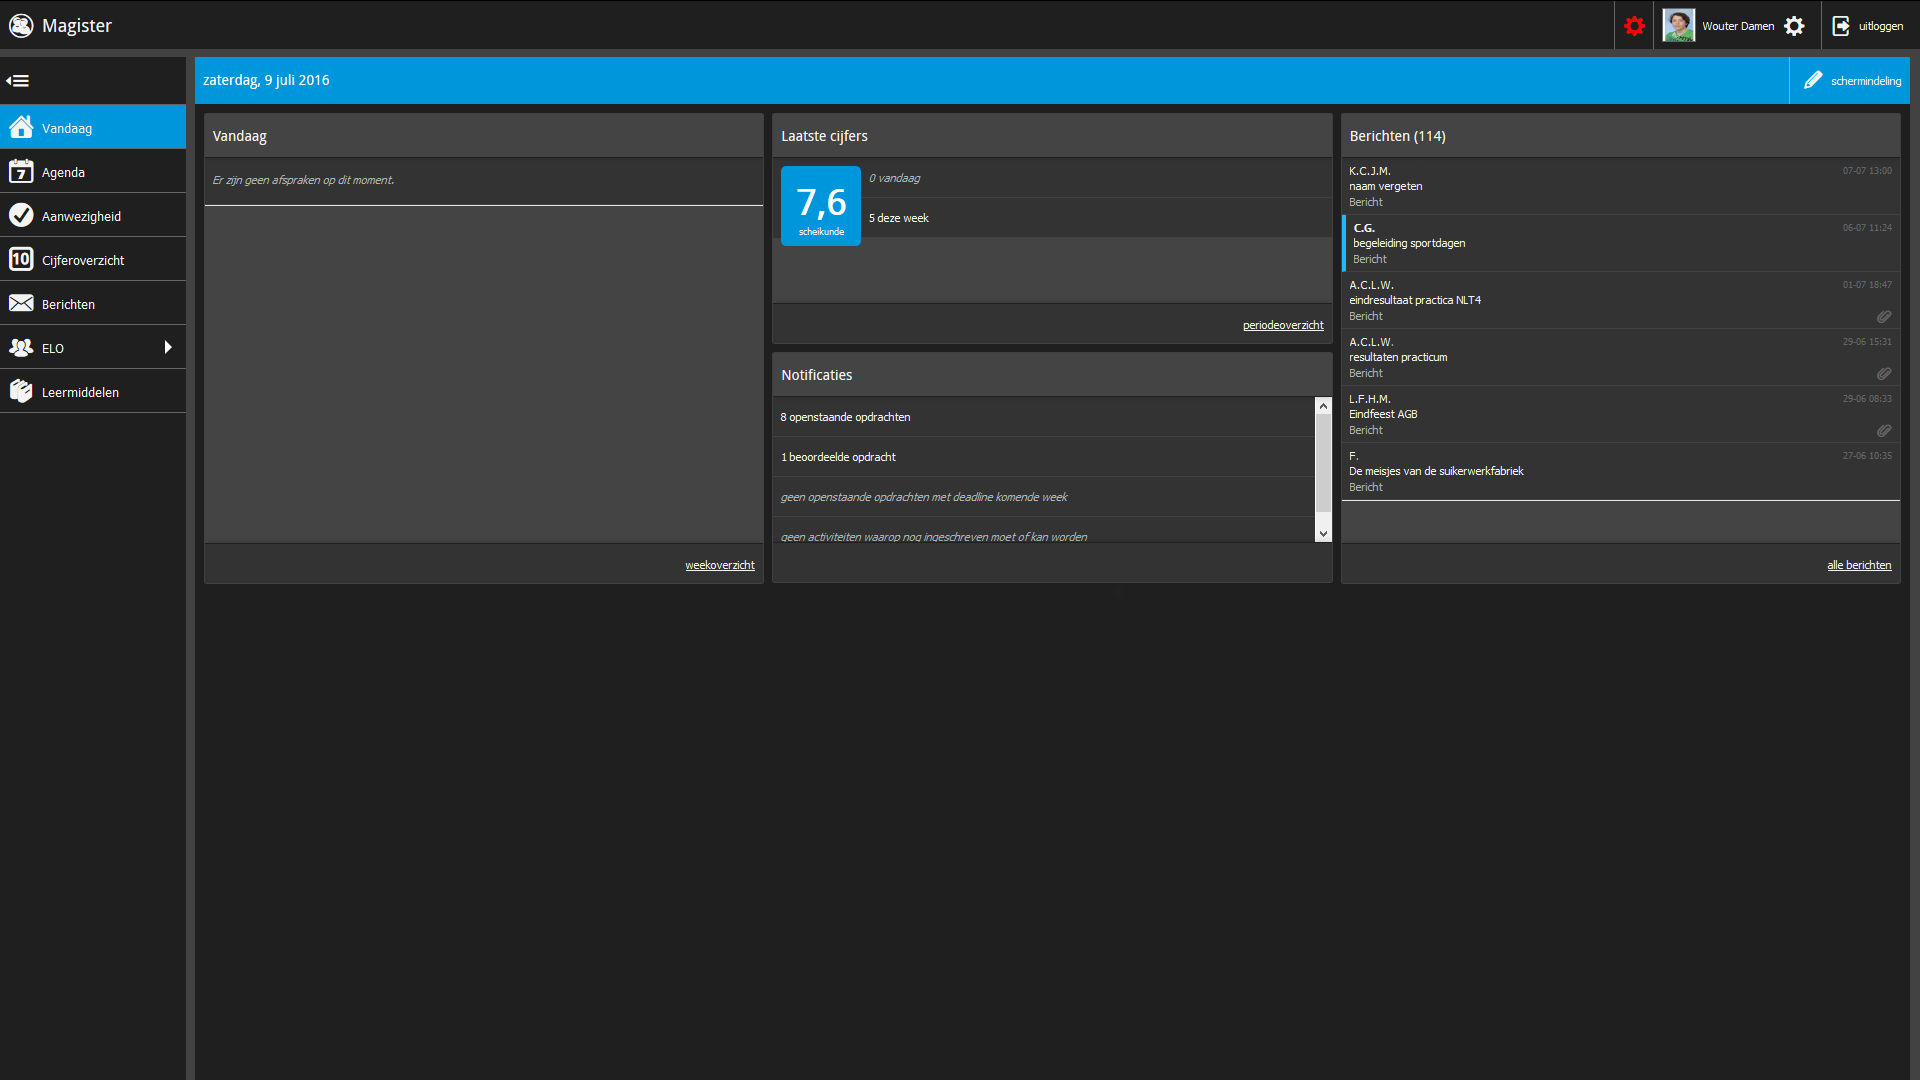 Magister
Wouter Damen
uitloggen
zaterdag, 9 juli 2016
schermindeling
Vandaag
7 Agenda
Aanwezigheid
10 Cijferoverzicht
Berichten
ELO
Leermiddelen
Vandaag
Er zijn geen afspraken op dit moment.
weekoverzicht
Laatste cijfers
7,6
scheikunde
0 vandaag
5 deze week
periodeoverzicht
Notificaties
8 openstaande opdrachten
1 beoordeelde opdracht
geen openstaande opdrachten met deadline komende week
geen activiteiten waarop nog ingeschreven moet of kan worden
Berichten (114)
K.C.J.M. 07-07 13:00
naam vergeten
Bericht
C.G. 06-07 11:24
begeleiding sportdagen
Bericht
A.C.L.W. 01-07 18:47
eindresultaat practica NLT4
Bericht
A.C.L.W. 29-06 15:31
resultaten practicum
Bericht
L.F.H.M. 29-06 08:33
Eindfeest AGB
Bericht
F. 27-06 10:35
De meisjes van de suikerwerkfabriek
Bericht
alle berichten